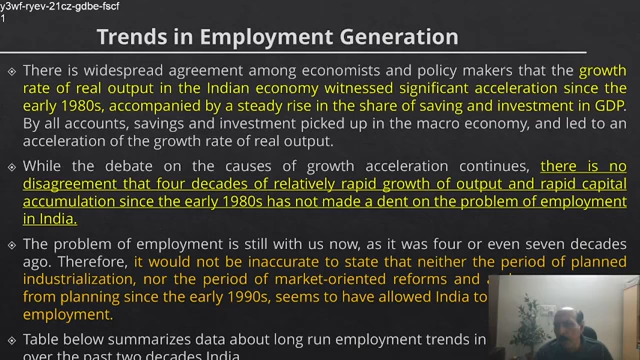 y3wf-ryev-21cz-gdbe-fscf
1
Trends in Employment Generation
There is widespread agreement among economists and policy makers that the growth
rate of real output in the Indian economy witnessed significant acceleration since the
early 1980s, accompanied by a steady rise in the share of saving and investment in GDP.
By all accounts, savings and investment picked up in the macro economy, and led to an
acceleration of the growth rate of real output.
While the debate on the causes of growth acceleration continues, there is no
disagreement that four decades of relatively rapid growth of output and rapid capital
accumulation since the early 1980s has not made a dent on the problem of employment
in India.
The problem of employment is still with us now, as it was four or even seven decades
ago. Therefore, it would not be inaccurate to state that neither the period of planned
industrialization, nor the period of market-oriented reforms and
from planning since the early 1990s, seems to have allowed India to
employment.
Table below summarizes data about long run employment trends in
over the past two decades India.